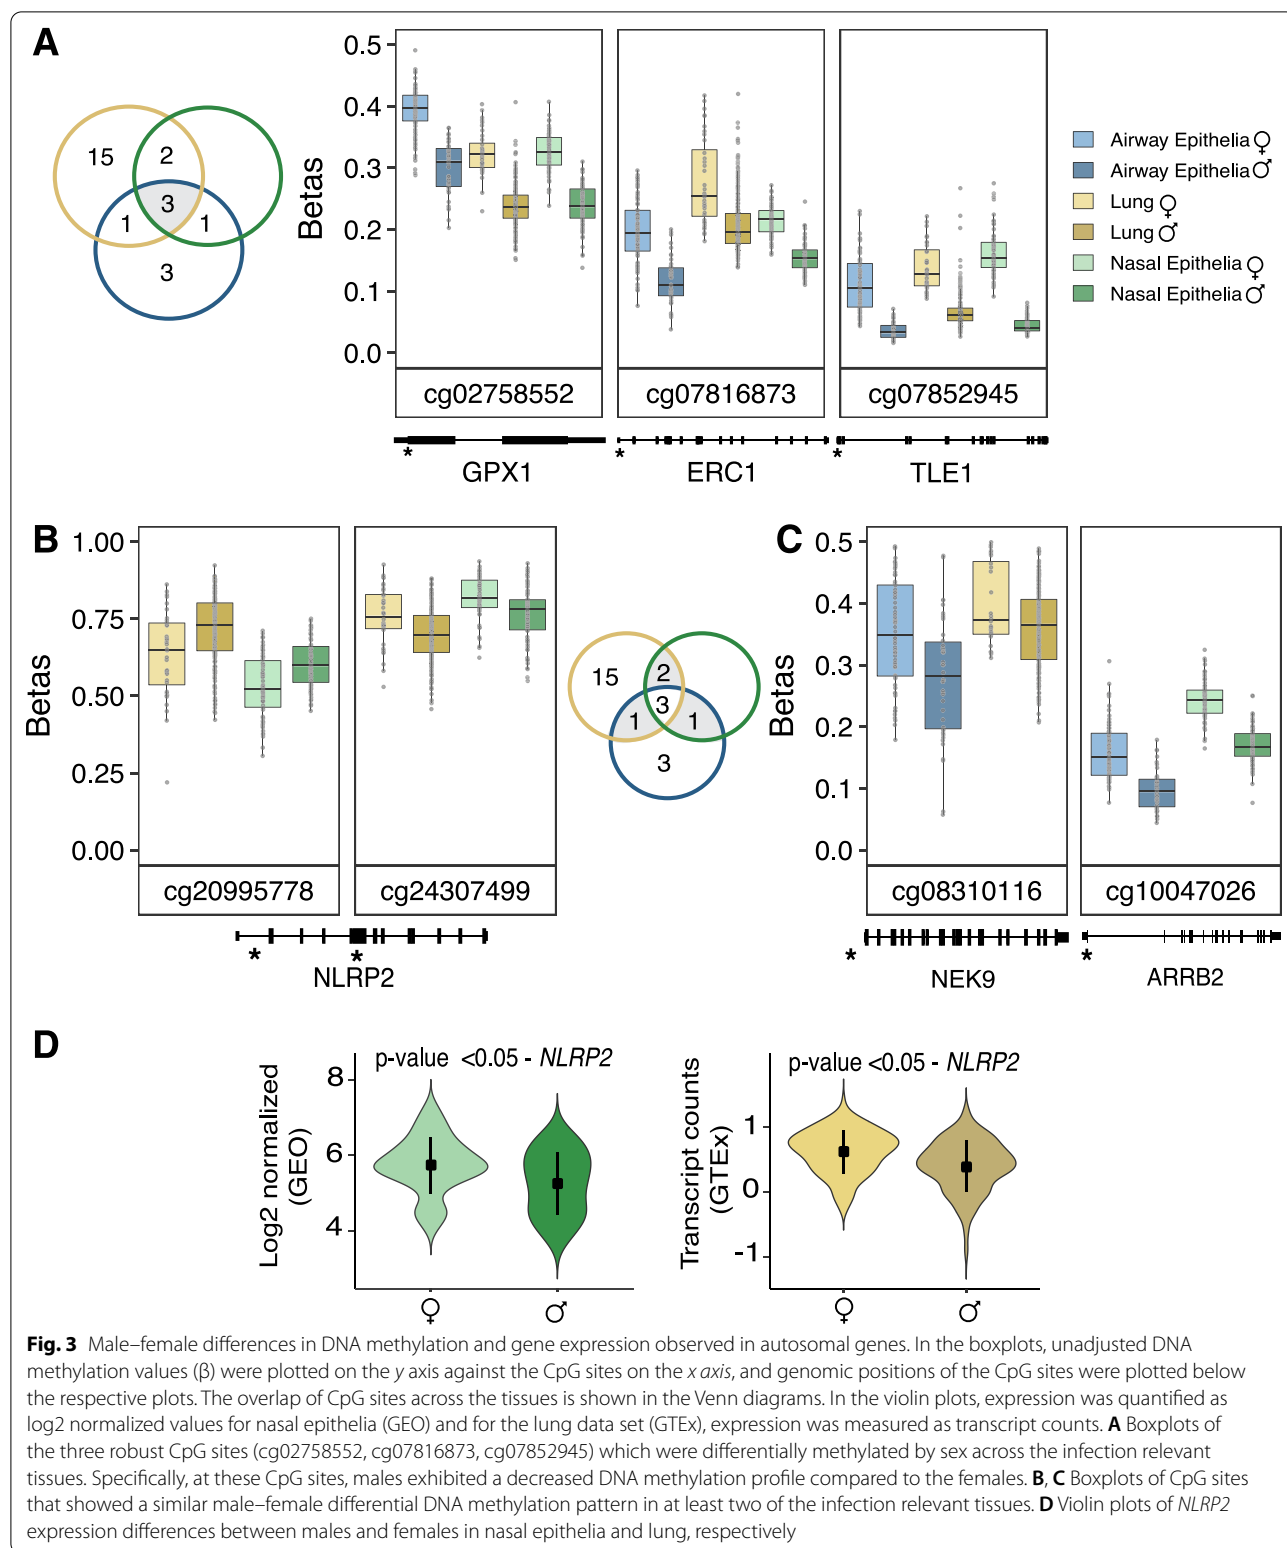 A
15
2
3
1
1
3
Betas
0.5
0.4
0.3
0.2
0.1
0.0
cg02758552
cg07816873
cg07852945
*
*
*
GPX1
ERC1
TLE1
Airway Epithelia ♀
Airway Epithelia ♂
Lung ♀
Lung ♂
Nasal Epithelia ♀
Nasal Epithelia ♂
B
Betas
1.00
0.75
0.50
0.25
0.00
cg20995778
cg24307499
*
*
NLRP2
15
2
3
1
1
3
C
Betas
0.5
0.4
0.3
0.2
0.1
0.0
cg08310116
cg10047026
*
*
NEK9
ARRB2
D
Log2 normalized
(GEO)
8
6
4
p-value <0.05 - NLRP2
♀
♂
Transcript counts
(GTEx)
1
0
-1
p-value <0.05 - NLRP2
♀
♂
Fig. 3 Male–female differences in DNA methylation and gene expression observed in autosomal genes. In the boxplots, unadjusted DNA
methylation values (β) were plotted on the y axis against the CpG sites on the x axis, and genomic positions of the CpG sites were plotted below
the respective plots. The overlap of CpG sites across the tissues is shown in the Venn diagrams. In the violin plots, expression was quantified as
log2 normalized values for nasal epithelia (GEO) and for the lung data set (GTEx), expression was measured as transcript counts. A Boxplots of
the three robust CpG sites (cg02758552, cg07816873, cg07852945) which were differentially methylated by sex across the infection relevant
tissues. Specifically, at these CpG sites, males exhibited a decreased DNA methylation profile compared to the females. B, C Boxplots of CpG sites
that showed a similar male–female differential DNA methylation pattern in at least two of the infection relevant tissues. D Violin plots of NLRP2
expression differences between males and females in nasal epithelia and lung, respectively